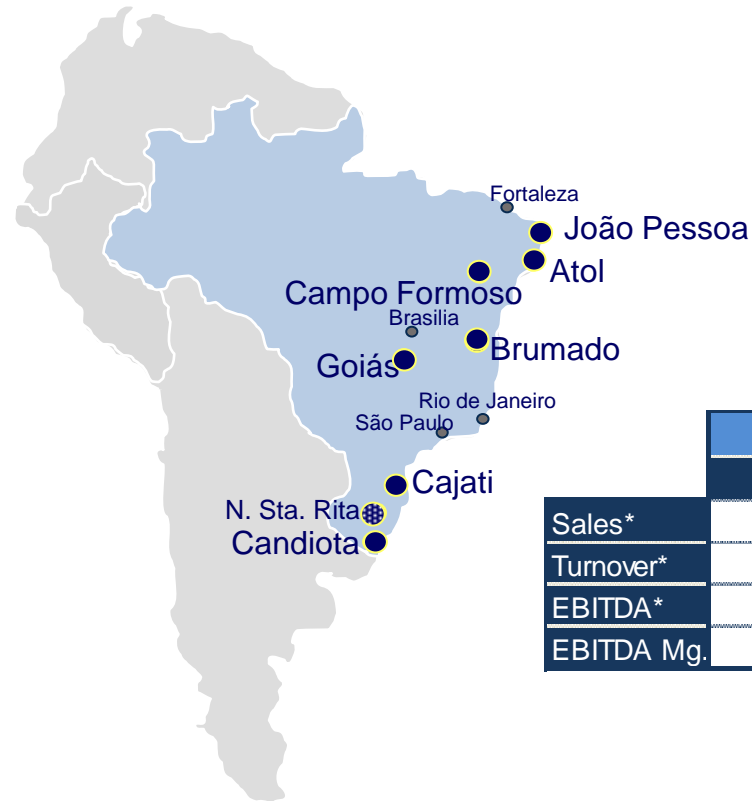 Fortaleza
João Pessoa
Atol
Campo Formoso
Brasilia
Brumado
Goiás
Rio de Janeiro
São Paulo
Cajati
N. Sta. Rita
Candiota
Sales*
Turnover*
EBITDA*
EBITDA Mg.